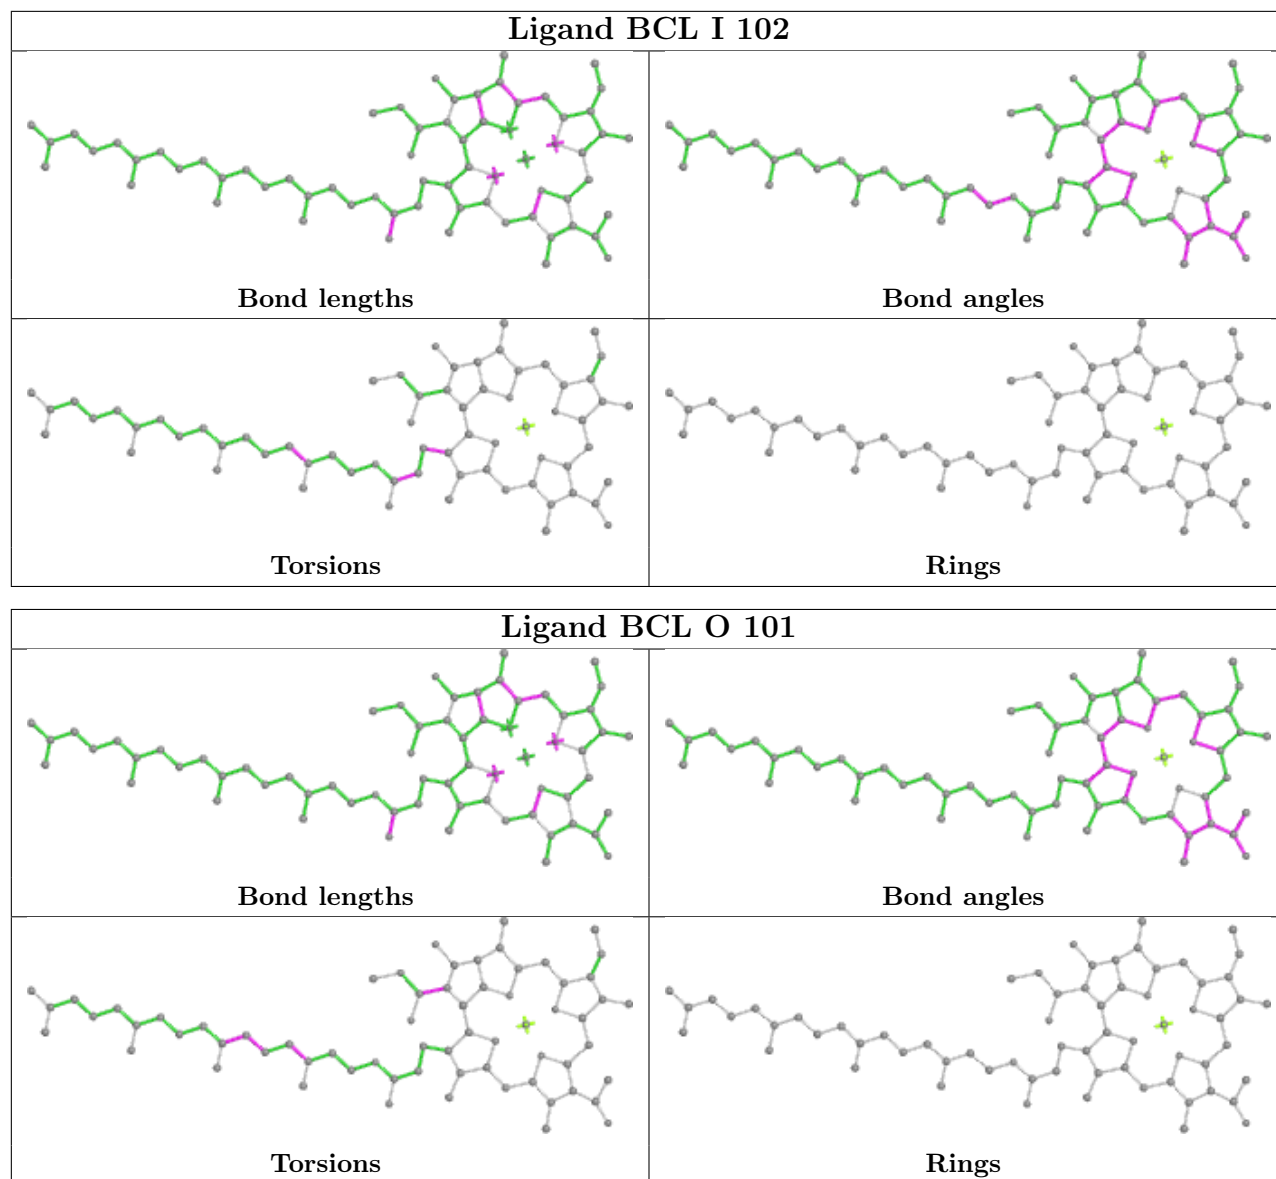 Ligand BCL I 102
Bond lengths
Bond angles
Torsions
Rings
Ligand BCL O 101
Bond lengths
Bond angles
Torsions
Rings